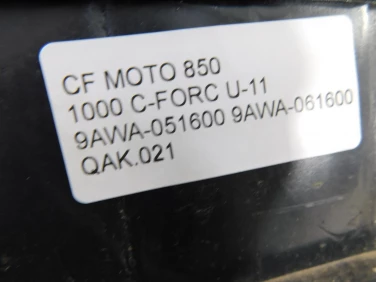 CF MOTO 850
1000 C-FORC U-11
9AWA-051600 9AWA-061600
QAK.021